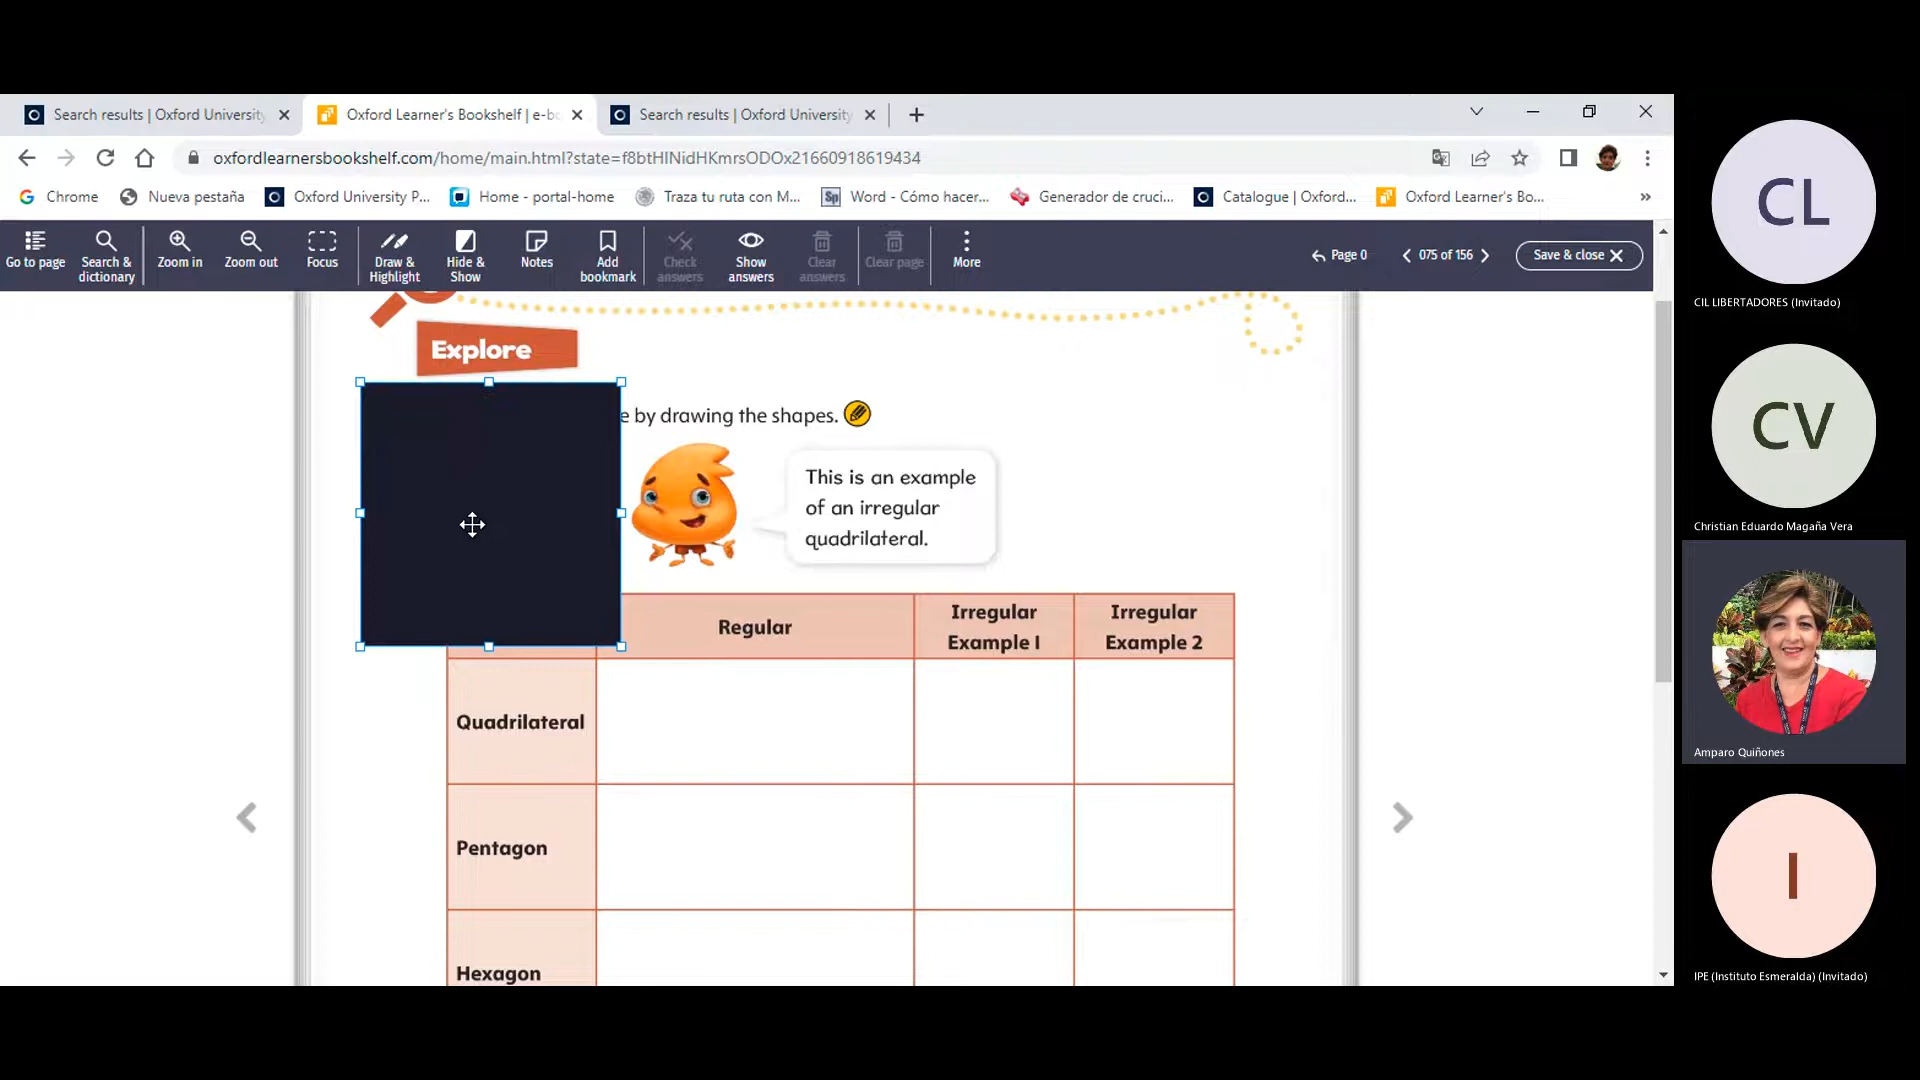 Search results | Oxford University
Oxford Learner's Bookshelf | e-bo
Search results | Oxford University
oxfordlearnersbookshelf.com/home/main.html?state=f8btHINidHKmrsODOx21660918619434
Chrome
Nueva pestaña
Oxford University P...
Home - portal-home
Traza tu ruta con M...
Sp
Word - Cómo hacer...
Generador de cruci...
Catalogue | Oxford...
Oxford Learner's Bo...
»
Go to page
Search & dictionary
Zoom in
Zoom out
Focus
Draw & Highlight
Hide & Show
Notes
Add bookmark
Check answers
Show answers
Clear answers
Clear page
More
Page 0
075 of 156
Save & close
Explore
e by drawing the shapes.
This is an example
of an irregular
quadrilateral.
Regular
Irregular
Example 1
Irregular
Example 2
Quadrilateral
Pentagon
Hexagon
CL
CIL LIBERTADORES (Invitado)
CV
Christian Eduardo Magaña Vera
Amparo Quiñones
I
IPE (Instituto Esmeralda) (Invitado)